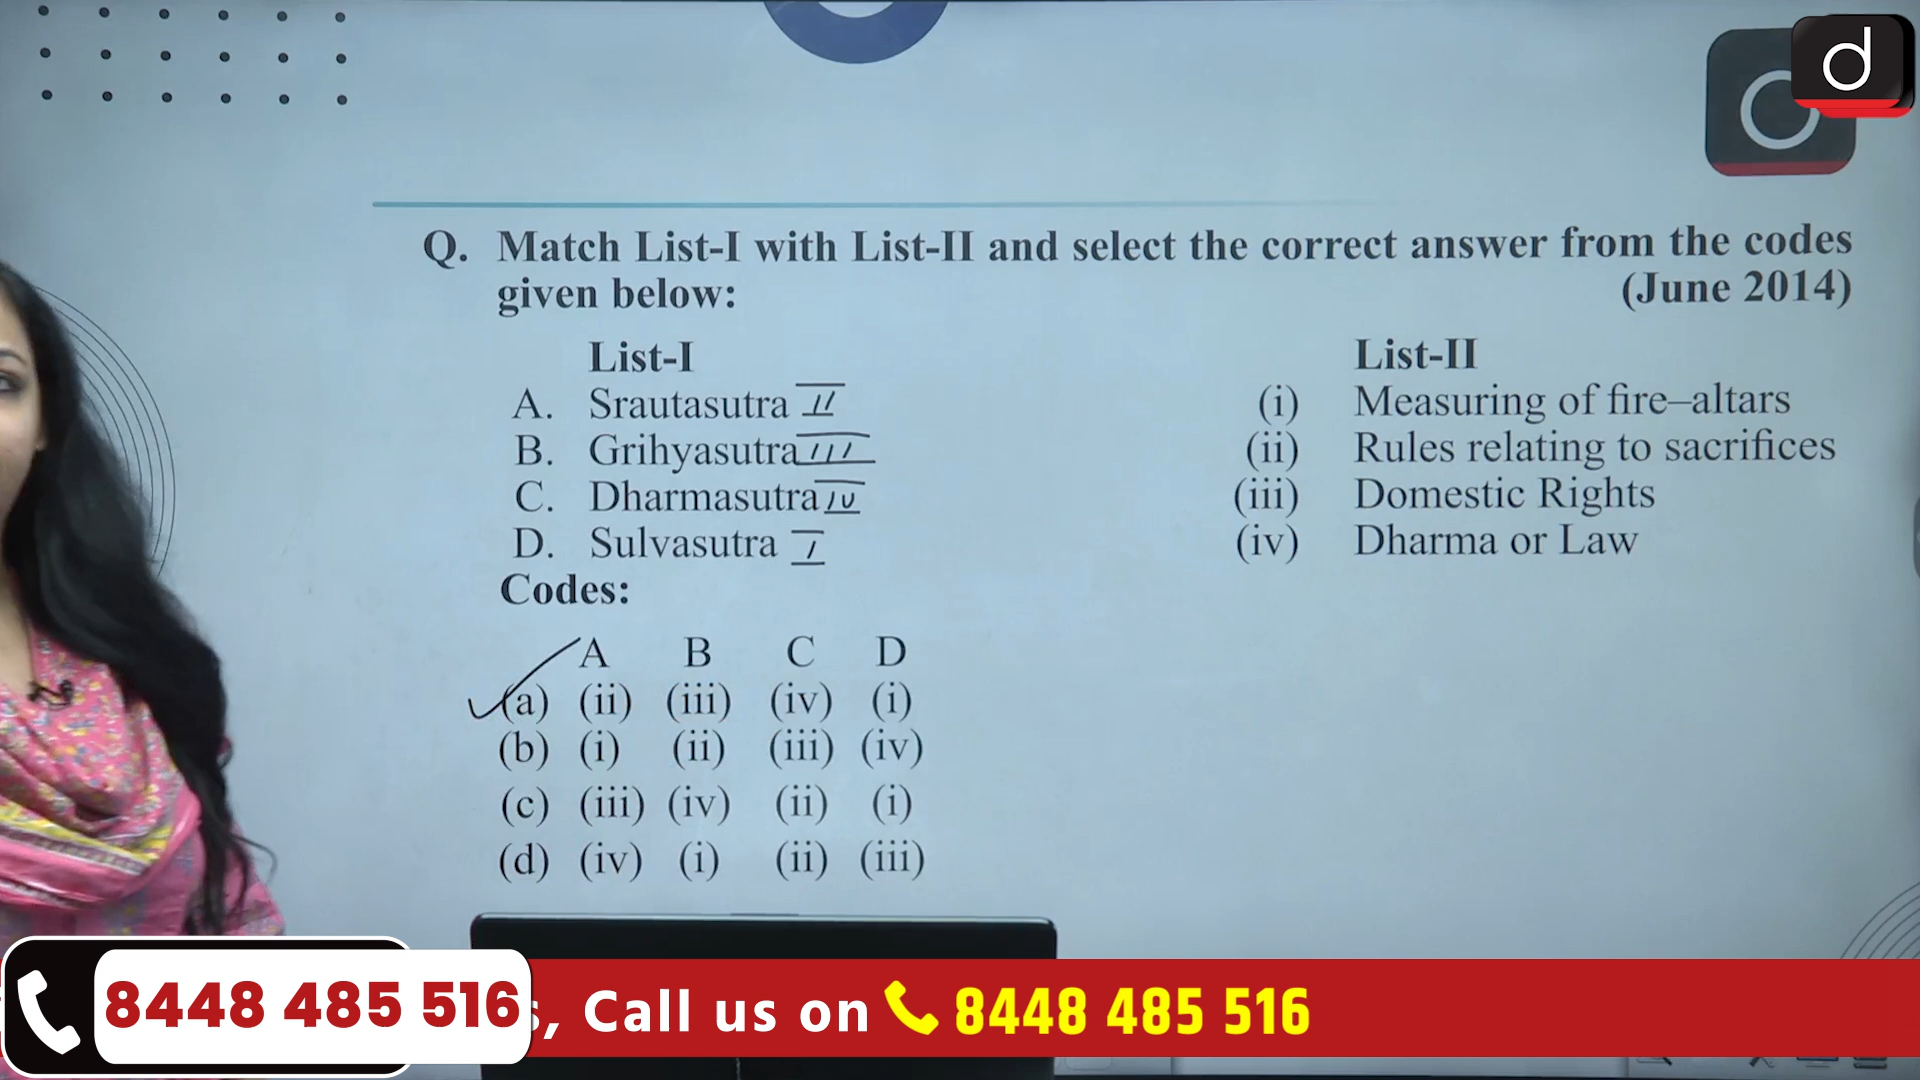 d
Q. Match List-I with List-II and select the correct answer from the codes
given below: (June 2014)
List-I List-II
A. Srautasutra II (i) Measuring of fire–altars
B. Grihyasutra III (ii) Rules relating to sacrifices
C. Dharmasutra IV (iii) Domestic Rights
D. Sulvasutra I (iv) Dharma or Law
Codes:
A B C D
(a) (ii) (iii) (iv) (i)
(b) (i) (ii) (iii) (iv)
(c) (iii) (iv) (ii) (i)
(d) (iv) (i) (ii) (iii)
8448 485 516 s, Call us on 8448 485 516